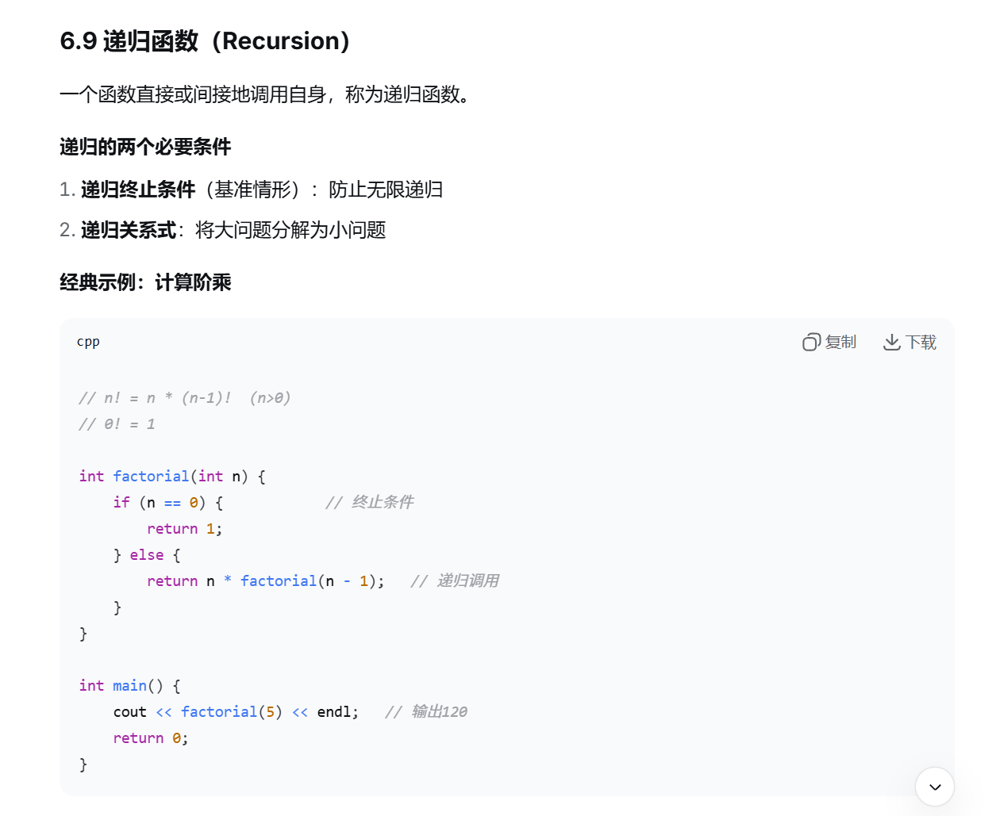 6.9 递归函数（Recursion）
一个函数直接或间接地调用自身，称为递归函数。
递归的两个必要条件
1. 递归终止条件（基准情形）：防止无限递归
2. 递归关系式：将大问题分解为小问题
经典示例：计算阶乘
cpp 复制 下载
// n! = n * (n-1)!  (n>0)
// 0! = 1
int factorial(int n) {
    if (n == 0) {            // 终止条件
        return 1;
    } else {
        return n * factorial(n - 1);   // 递归调用
    }
}
int main() {
    cout << factorial(5) << endl;   // 输出120
    return 0;
}